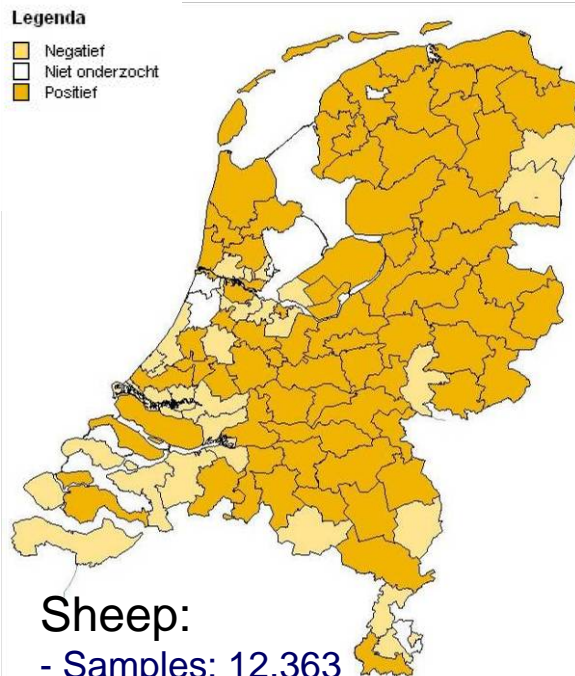 Legenda
Negatief
Niet onderzocht
Positief
Sheep:
- Samples: 12.363